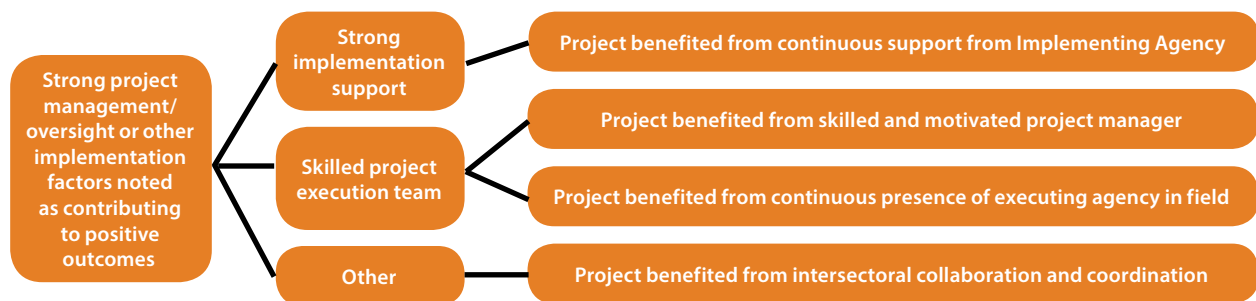 Strong project
management/
oversight or other
implementation
factors noted
as contributing
to positive
outcomes
Strong
implementation
support
Project benefited from continuous support from Implementing Agency
Skilled project
execution team
Project benefited from skilled and motivated project manager
Project benefited from continuous presence of executing agency in field
Other
Project benefited from intersectoral collaboration and coordination